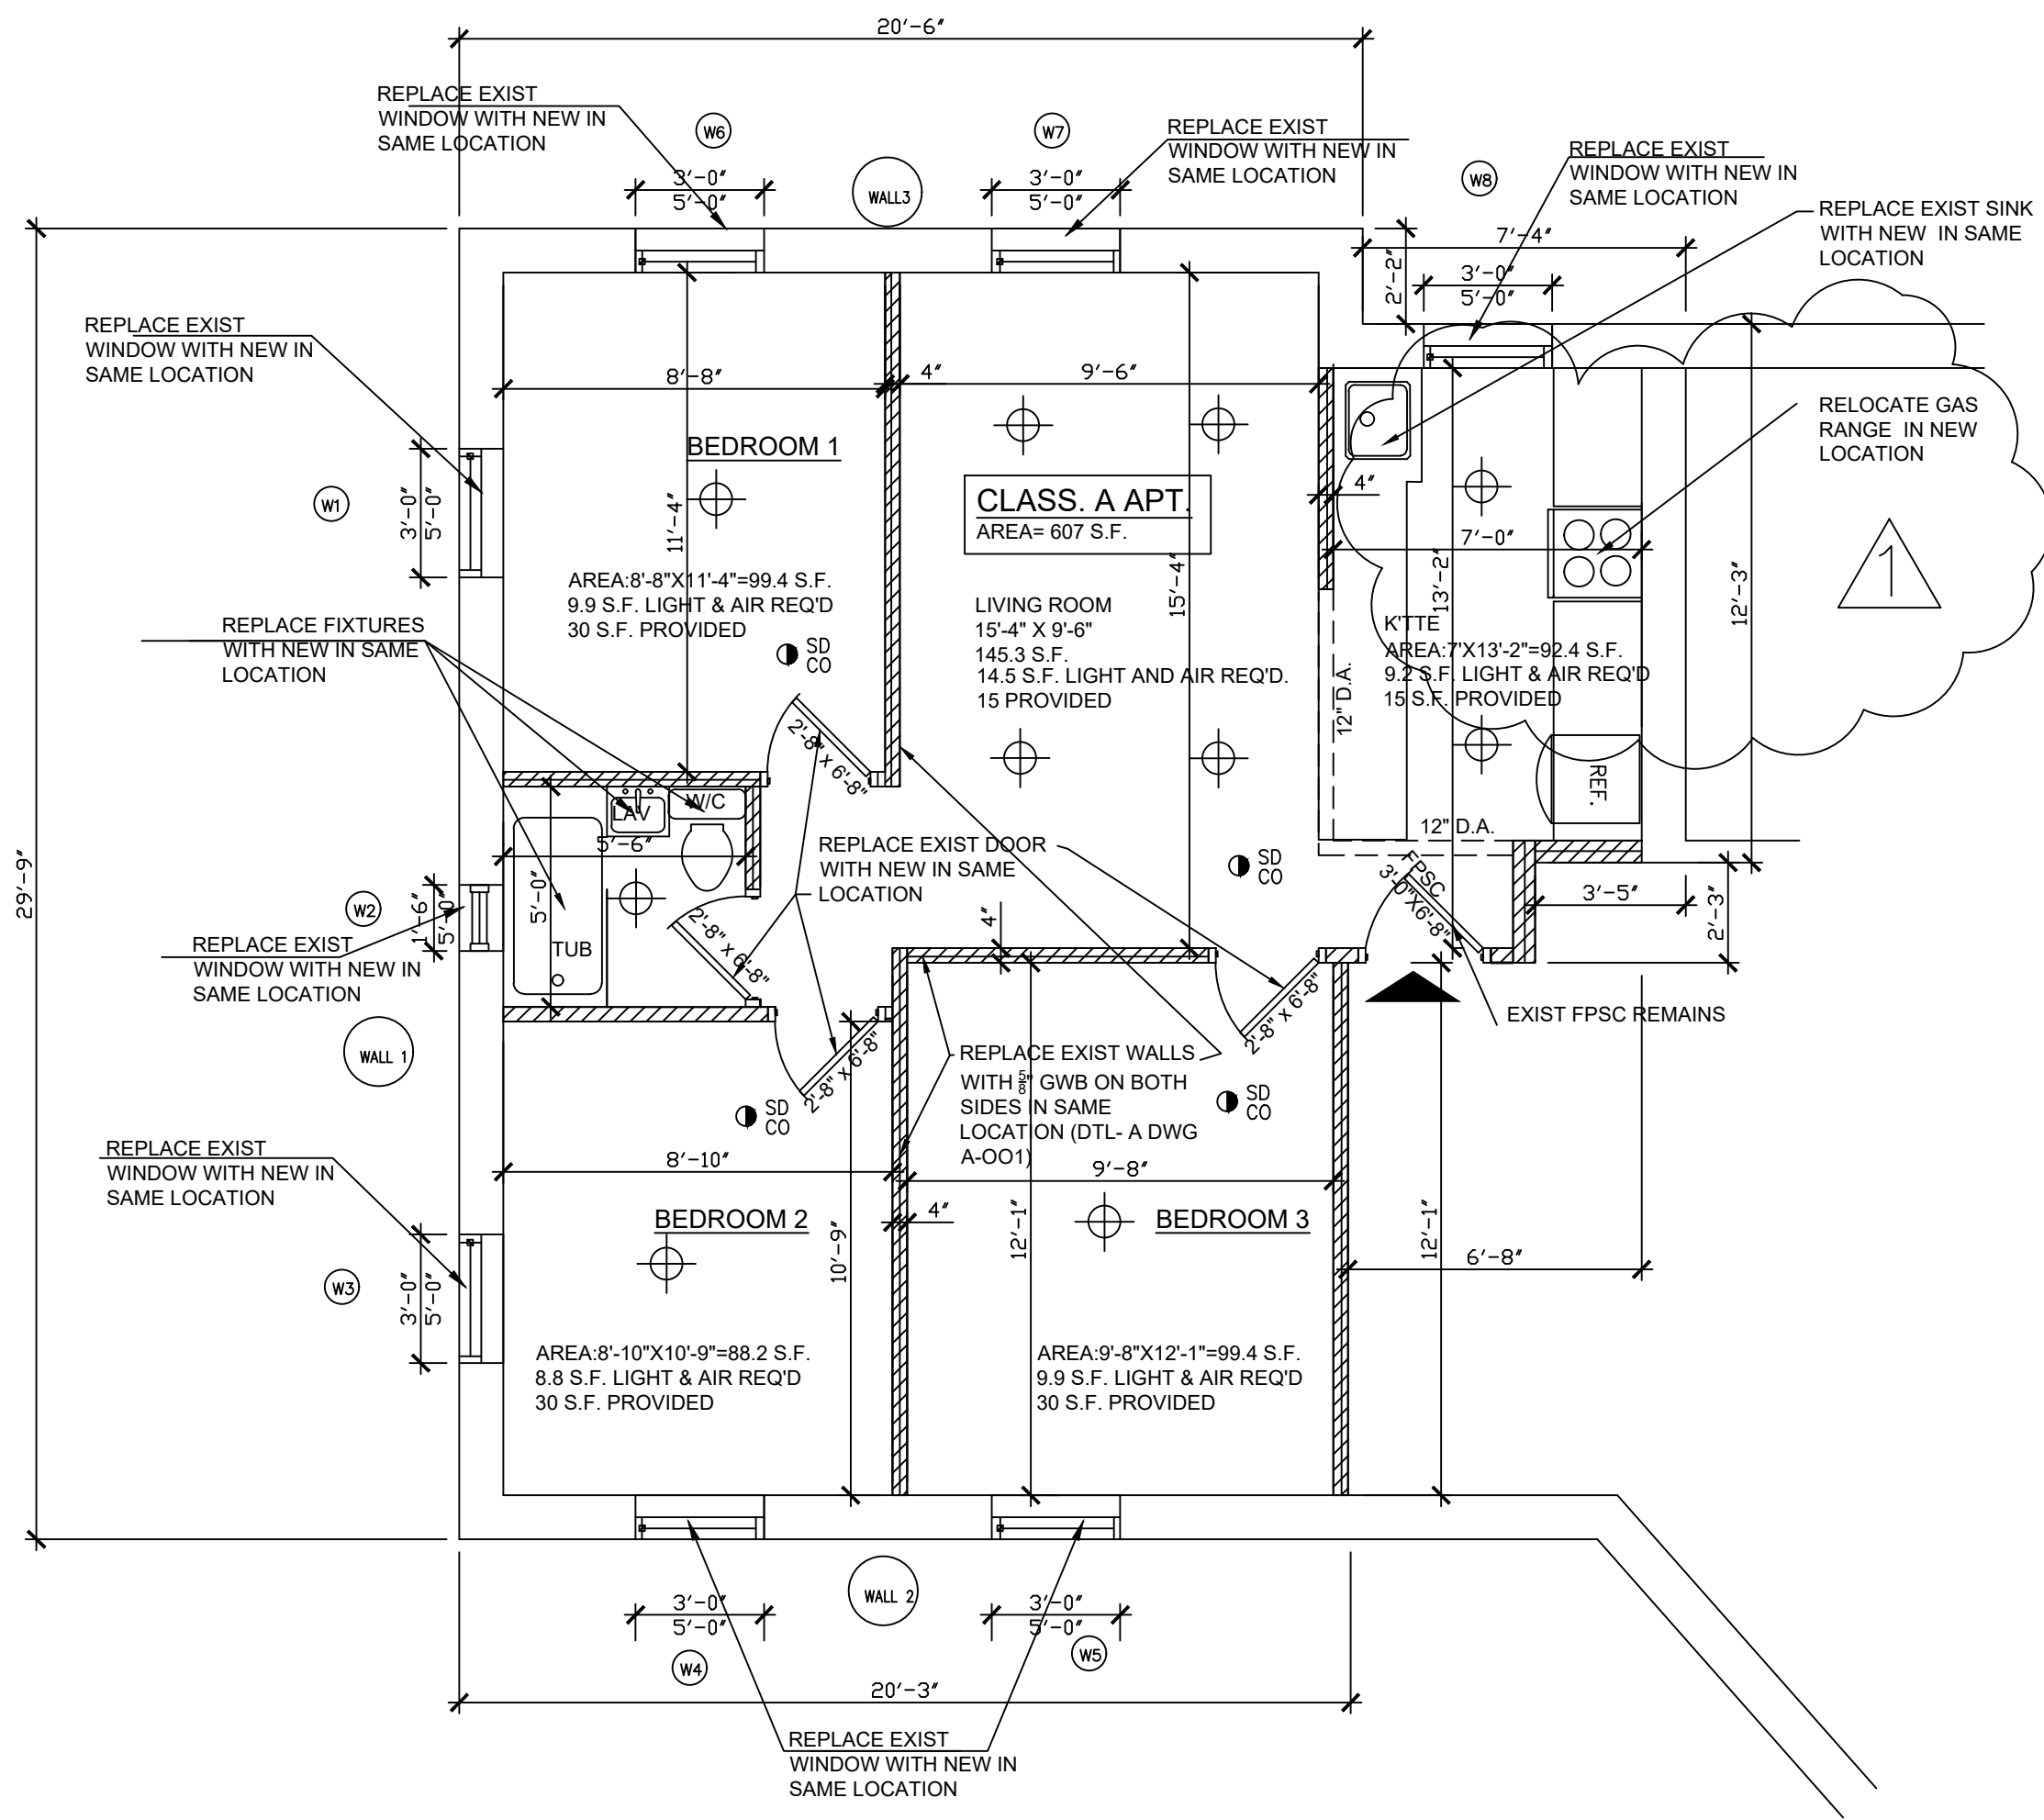 20'-6"
REPLACE EXIST
WINDOW WITH NEW IN
SAME LOCATION
W6
W7
REPLACE EXIST
WINDOW WITH NEW IN
SAME LOCATION
REPLACE EXIST
WINDOW WITH NEW IN
SAME LOCATION
W8
3'-0"
5'-0"
WALL3
3'-0"
5'-0"
REPLACE EXIST SINK
WITH NEW IN SAME
LOCATION
7'-4"
2'-2"
3'-0"
5'-0"
REPLACE EXIST
WINDOW WITH NEW IN
SAME LOCATION
8'-8"
4"
9'-6"
RELOCATE GAS
RANGE IN NEW
LOCATION
BEDROOM 1
W1
3'-0"
5'-0"
11'-4"
CLASS. A APT.
AREA= 607 S.F.
4"
7'-0"
13'-2"
15'-4"
12'-3"
1
AREA:8'-8"X11'-4"=99.4 S.F.
9.9 S.F. LIGHT & AIR REQ'D
30 S.F. PROVIDED
LIVING ROOM
15'-4" X 9'-6"
145.3 S.F.
14.5 S.F. LIGHT AND AIR REQ'D.
15 PROVIDED
K'TTE
AREA:7'X13'-2"=92.4 S.F.
9.2 S.F. LIGHT & AIR REQ'D
15 S.F. PROVIDED
REPLACE FIXTURES
WITH NEW IN SAME
LOCATION
SD
CO
12" D.A.
2'-8" x 6'-8"
REF.
LAV
W/C
12" D.A.
5'-6"
REPLACE EXIST DOOR
WITH NEW IN SAME
LOCATION
SD
CO
FPSC
3'-0"X6'-8"
3'-5"
2'-3"
29'-9"
W2
1'-6"
5'-0"
5'-0"
TUB
2'-8" x 6'-8"
4"
REPLACE EXIST
WINDOW WITH NEW IN
SAME LOCATION
2'-8" x 6'-8"
EXIST FPSC REMAINS
WALL 1
2'-8" x 6'-8"
REPLACE EXIST WALLS
WITH 5/8" GWB ON BOTH
SIDES IN SAME
LOCATION (DTL- A DWG
A-OO1)
SD
CO
SD
CO
REPLACE EXIST
WINDOW WITH NEW IN
SAME LOCATION
8'-10"
9'-8"
4"
BEDROOM 2
BEDROOM 3
10'-9"
12'-1"
12'-1"
6'-8"
W3
3'-0"
5'-0"
AREA:8'-10"X10'-9"=88.2 S.F.
8.8 S.F. LIGHT & AIR REQ'D
30 S.F. PROVIDED
AREA:9'-8"X12'-1"=99.4 S.F.
9.9 S.F. LIGHT & AIR REQ'D
30 S.F. PROVIDED
WALL 2
3'-0"
5'-0"
3'-0"
5'-0"
W4
W5
20'-3"
REPLACE EXIST
WINDOW WITH NEW IN
SAME LOCATION